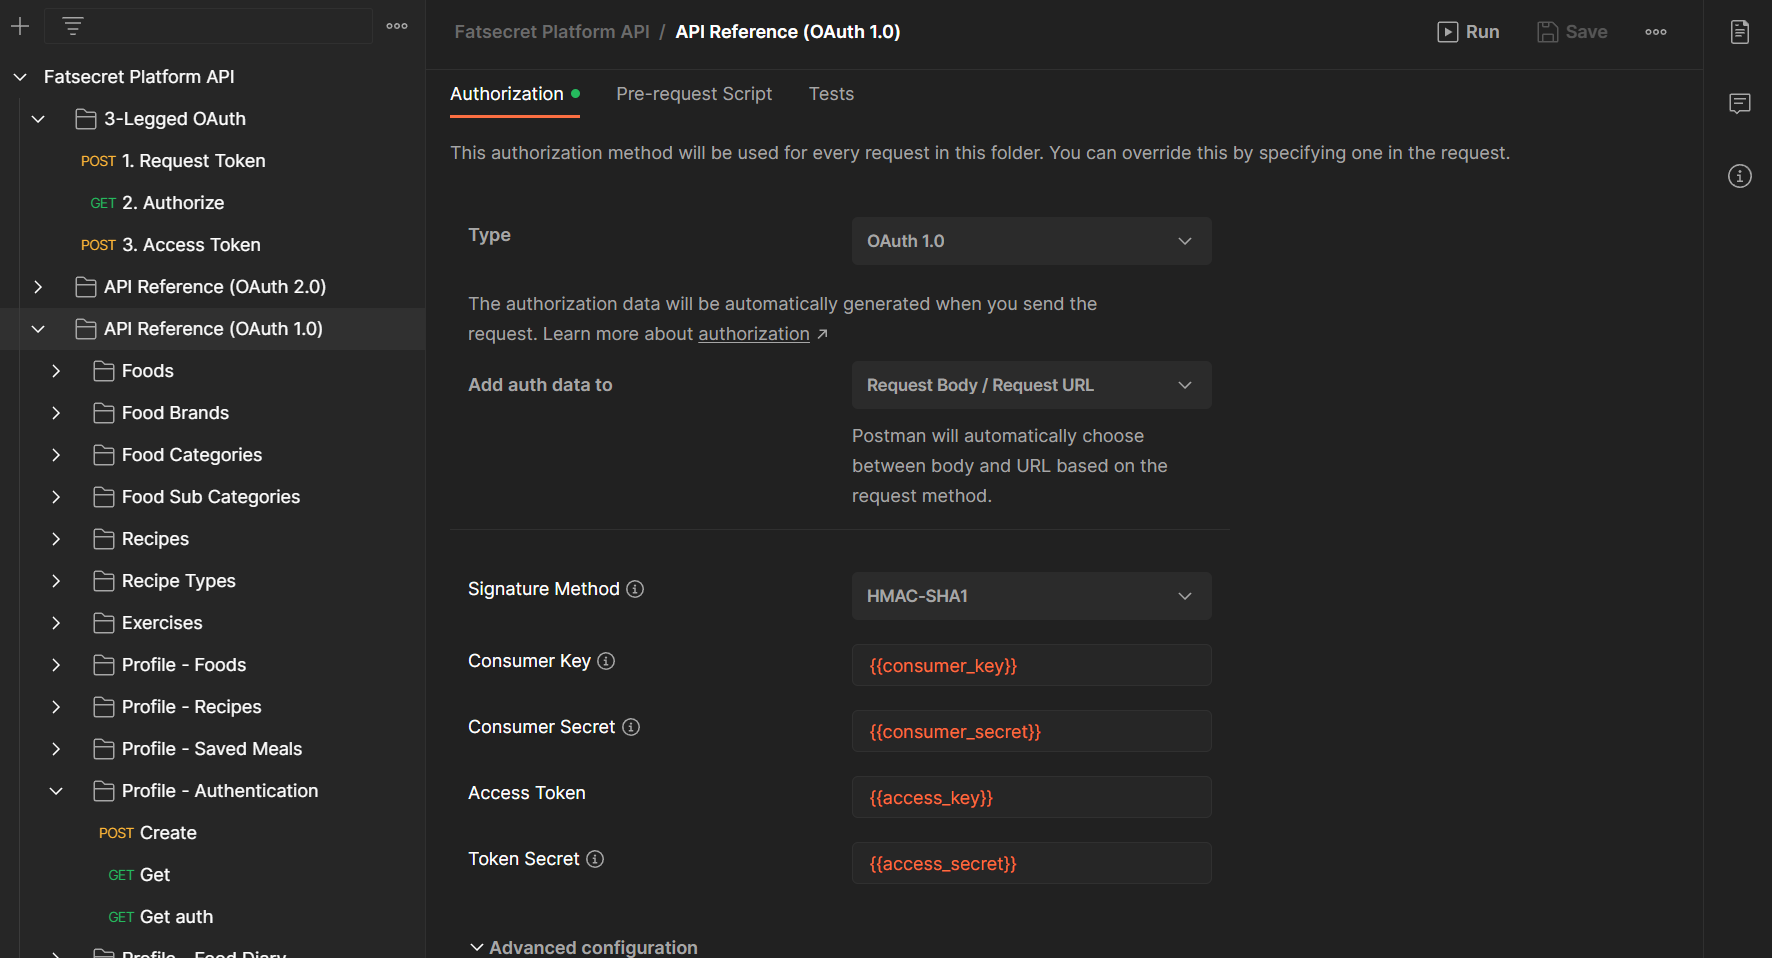 Fatsecret Platform API
3-Legged OAuth
POST 1. Request Token
GET 2. Authorize
POST 3. Access Token
API Reference (OAuth 2.0)
API Reference (OAuth 1.0)
Foods
Food Brands
Food Categories
Food Sub Categories
Recipes
Recipe Types
Exercises
Profile - Foods
Profile - Recipes
Profile - Saved Meals
Profile - Authentication
POST Create
GET Get
GET Get auth
Profile - Food Diary
Fatsecret Platform API / API Reference (OAuth 1.0)
Run Save
Authorization Pre-request Script Tests
This authorization method will be used for every request in this folder. You can override this by specifying one in the request.
Type OAuth 1.0
The authorization data will be automatically generated when you send the
request. Learn more about authorization ↗
Add auth data to Request Body / Request URL
Postman will automatically choose
between body and URL based on the
request method.
Signature Method HMAC-SHA1
Consumer Key {{consumer_key}}
Consumer Secret {{consumer_secret}}
Access Token {{access_key}}
Token Secret {{access_secret}}
Advanced configuration